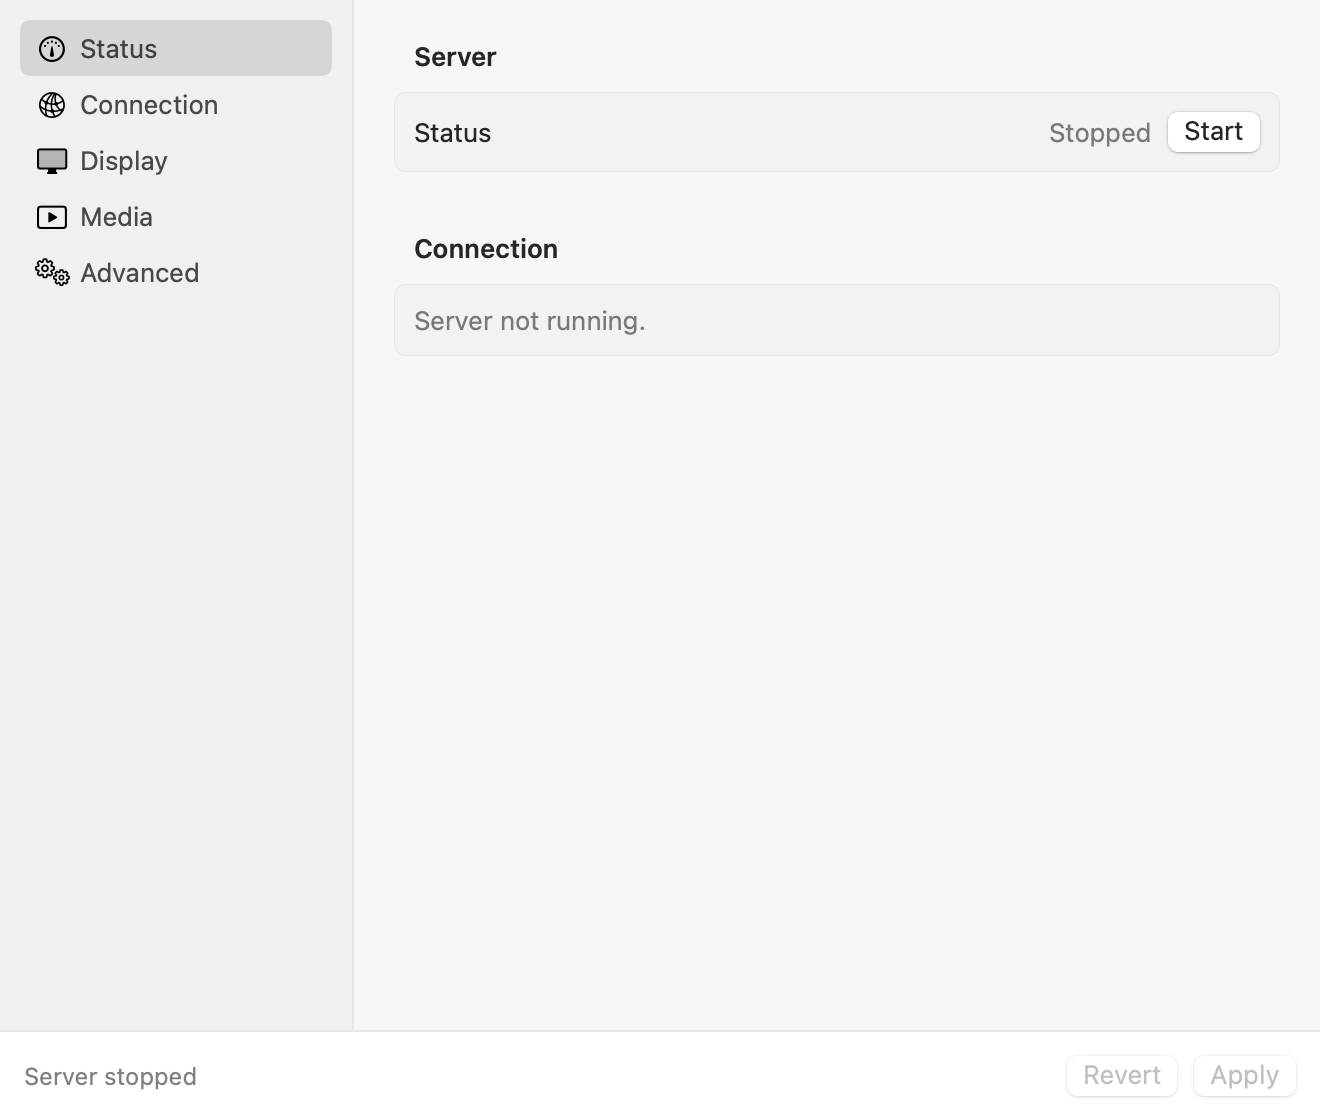 Status
Connection
Display
Media
Advanced
Server
Status Stopped Start
Connection
Server not running.
Server stopped Revert Apply